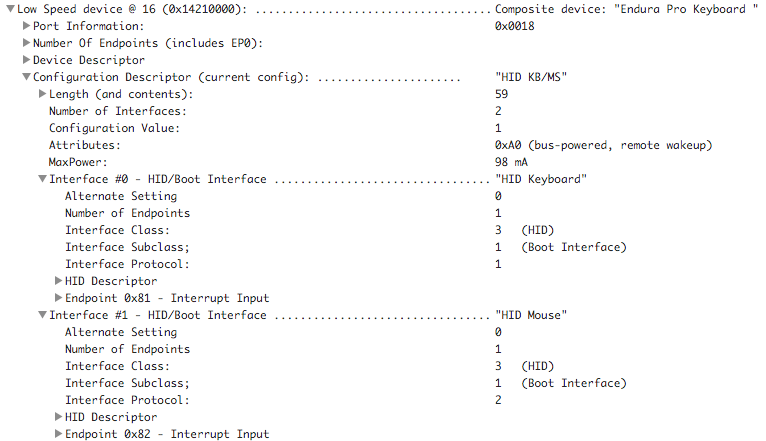 Low Speed device @ 16 (0x14210000): .................................... Composite device: "Endura Pro Keyboard "
Port Information: 0x0018
Number Of Endpoints (includes EP0):
Device Descriptor
Configuration Descriptor (current config): ...................... "HID KB/MS"
Length (and contents): 59
Number of Interfaces: 2
Configuration Value: 1
Attributes: 0xA0 (bus-powered, remote wakeup)
MaxPower: 98 mA
Interface #0 - HID/Boot Interface ................................. "HID Keyboard"
Alternate Setting 0
Number of Endpoints 1
Interface Class: 3 (HID)
Interface Subclass; 1 (Boot Interface)
Interface Protocol: 1
HID Descriptor
Endpoint 0x81 - Interrupt Input
Interface #1 - HID/Boot Interface ................................. "HID Mouse"
Alternate Setting 0
Number of Endpoints 1
Interface Class: 3 (HID)
Interface Subclass; 1 (Boot Interface)
Interface Protocol: 2
HID Descriptor
Endpoint 0x82 - Interrupt Input